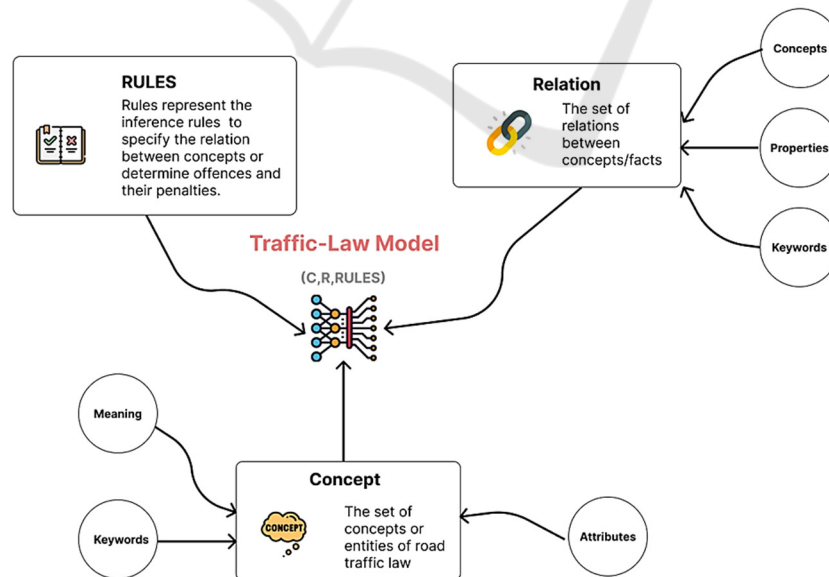 RULES
Rules represent the
inference rules to
specify the relation
between concepts or
determine offences and
their penalties.
Relation
The set of
relations
between
concepts/facts
Concepts
Properties
Keywords
Traffic-Law Model
(C,R,RULES)
Meaning
Keywords
Concept
CONCEPT
The set of
concepts or
entities of road
traffic law
Attributes